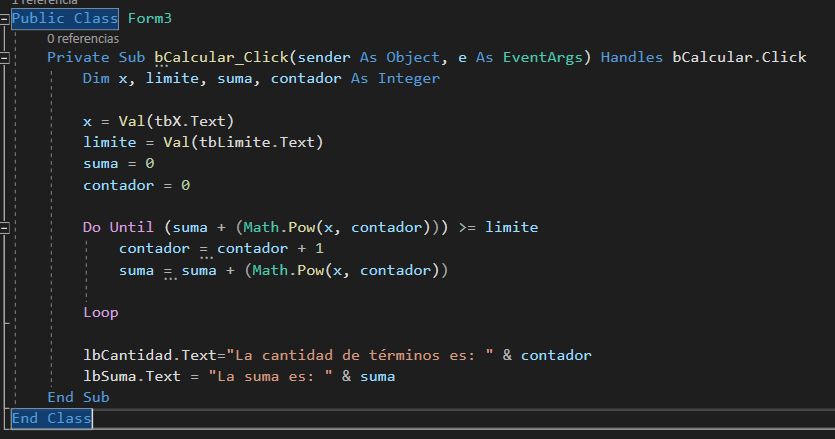 1 referencia
Public Class Form3
0 referencias
Private Sub bCalcular_Click(sender As Object, e As EventArgs) Handles bCalcular.Click
Dim x, limite, suma, contador As Integer
x = Val(tbX.Text)
limite = Val(tbLimite.Text)
suma = 0
contador = 0
Do Until (suma + (Math.Pow(x, contador))) >= limite
contador = contador + 1
suma = suma + (Math.Pow(x, contador))
Loop
lbCantidad.Text="La cantidad de términos es: " & contador
lbSuma.Text = "La suma es: " & suma
End Sub
End Class